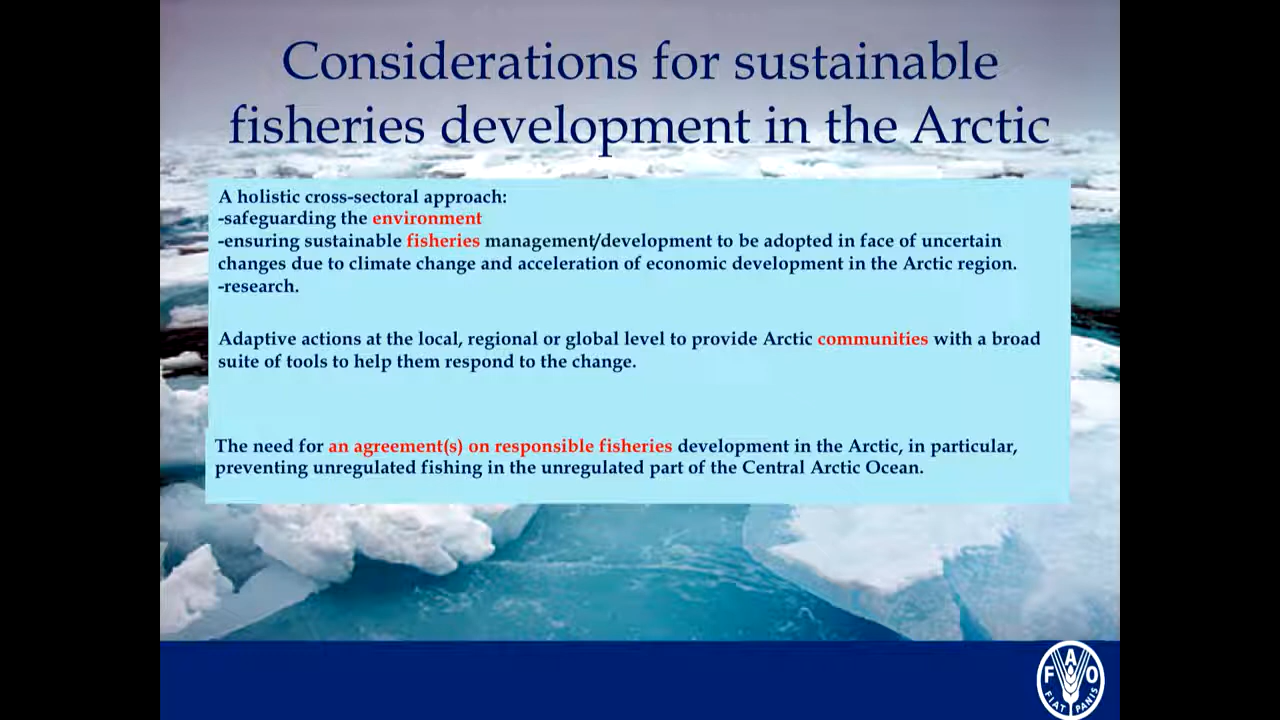 Considerations for sustainable
fisheries development in the Arctic
A holistic cross-sectoral approach:
-safeguarding the environment
-ensuring sustainable fisheries management/development to be adopted in face of uncertain
changes due to climate change and acceleration of economic development in the Arctic region.
-research.
Adaptive actions at the local, regional or global level to provide Arctic communities with a broad
suite of tools to help them respond to the change.
The need for an agreement(s) on responsible fisheries development in the Arctic, in particular,
preventing unregulated fishing in the unregulated part of the Central Arctic Ocean.
F A O
FIAT PANIS